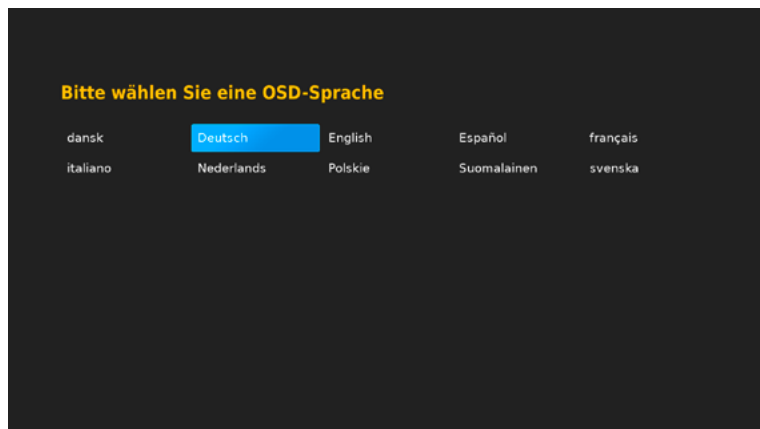 Bitte wählen Sie eine OSD-Sprache
dansk Deutsch English Español français
italiano Nederlands Polskie Suomalainen svenska